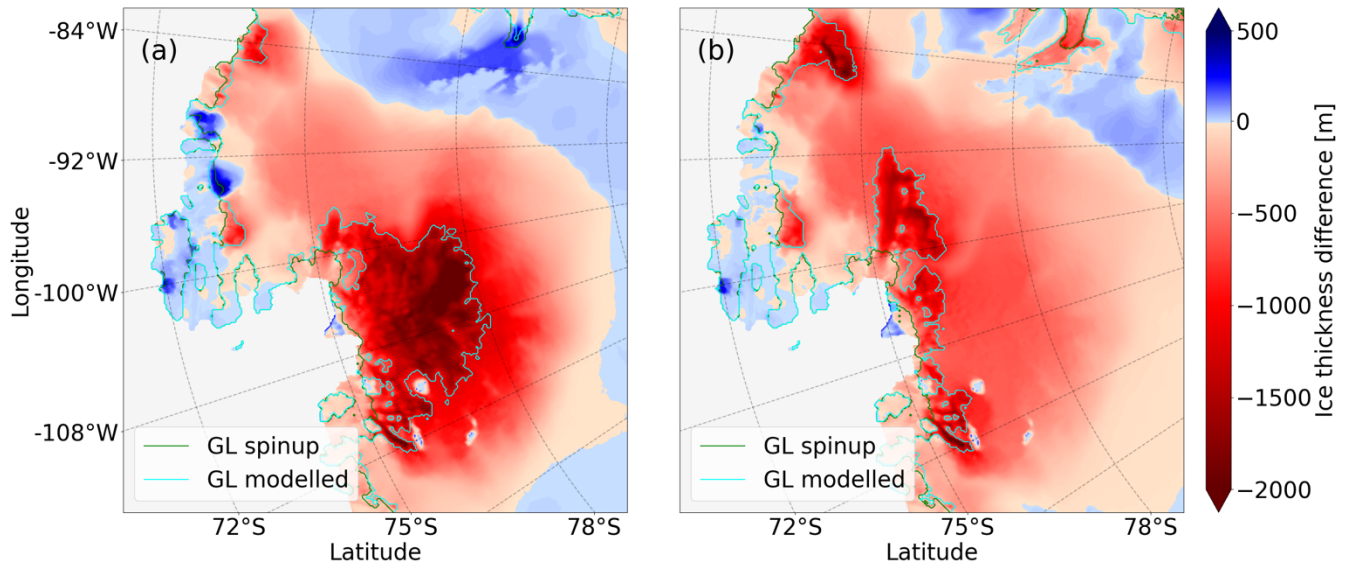 (a)
(b)
-84°W
-92°W
-100°W
-108°W
Longitude
GL spinup
GL modelled
72°S
75°S
78°S
Latitude
GL spinup
GL modelled
72°S
75°S
78°S
Latitude
500
0
−500
−1000
−1500
−2000
Ice thickness difference [m]